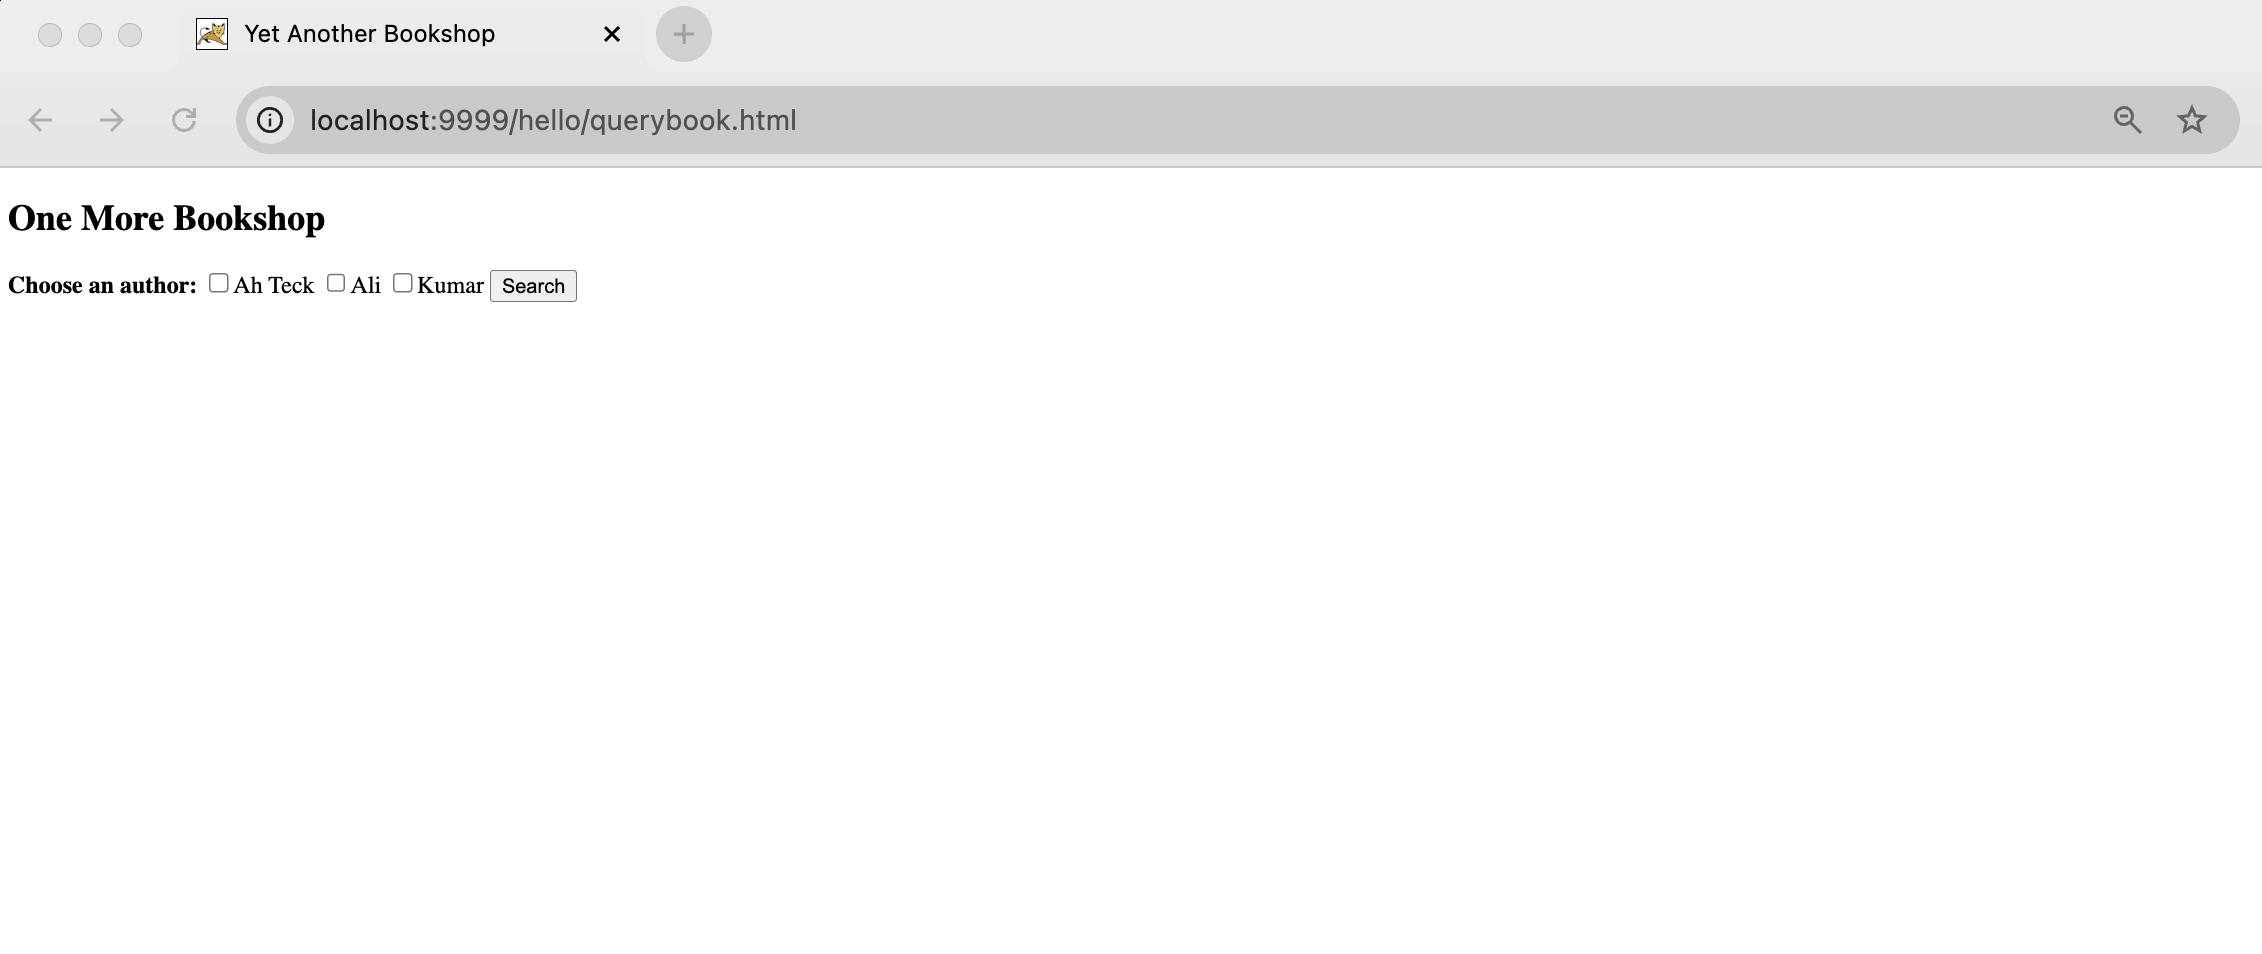 Yet Another Bookshop
localhost:9999/hello/querybook.html
One More Bookshop
Choose an author: Ah Teck Ali Kumar Search